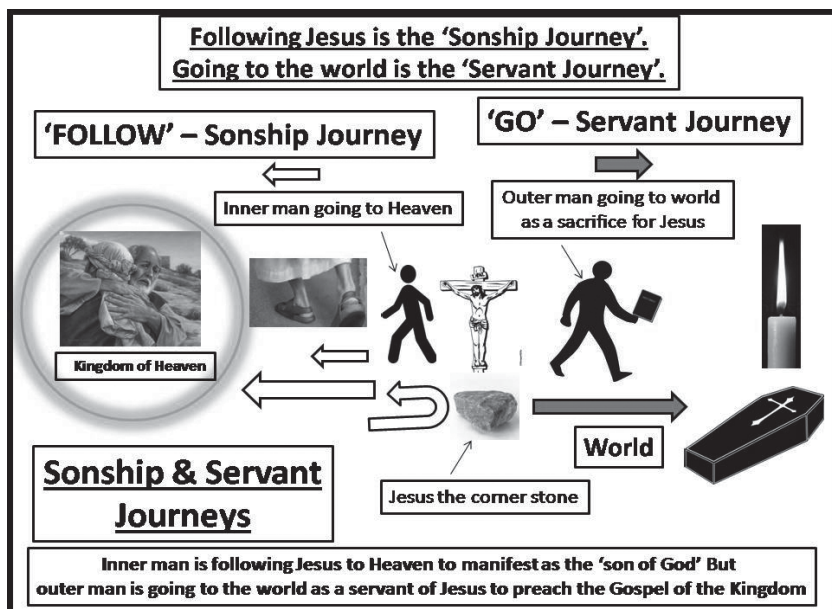 Following Jesus is the ‘Sonship Journey’.
Going to the world is the ‘Servant Journey’.
‘FOLLOW’ – Sonship Journey
‘GO’ – Servant Journey
Inner man going to Heaven
Outer man going to world
as a sacrifice for Jesus
Kingdom of Heaven
World
Sonship & Servant
Journeys
Jesus the corner stone
Inner man is following Jesus to Heaven to manifest as the ‘son of God’ But
outer man is going to the world as a servant of Jesus to preach the Gospel of the Kingdom